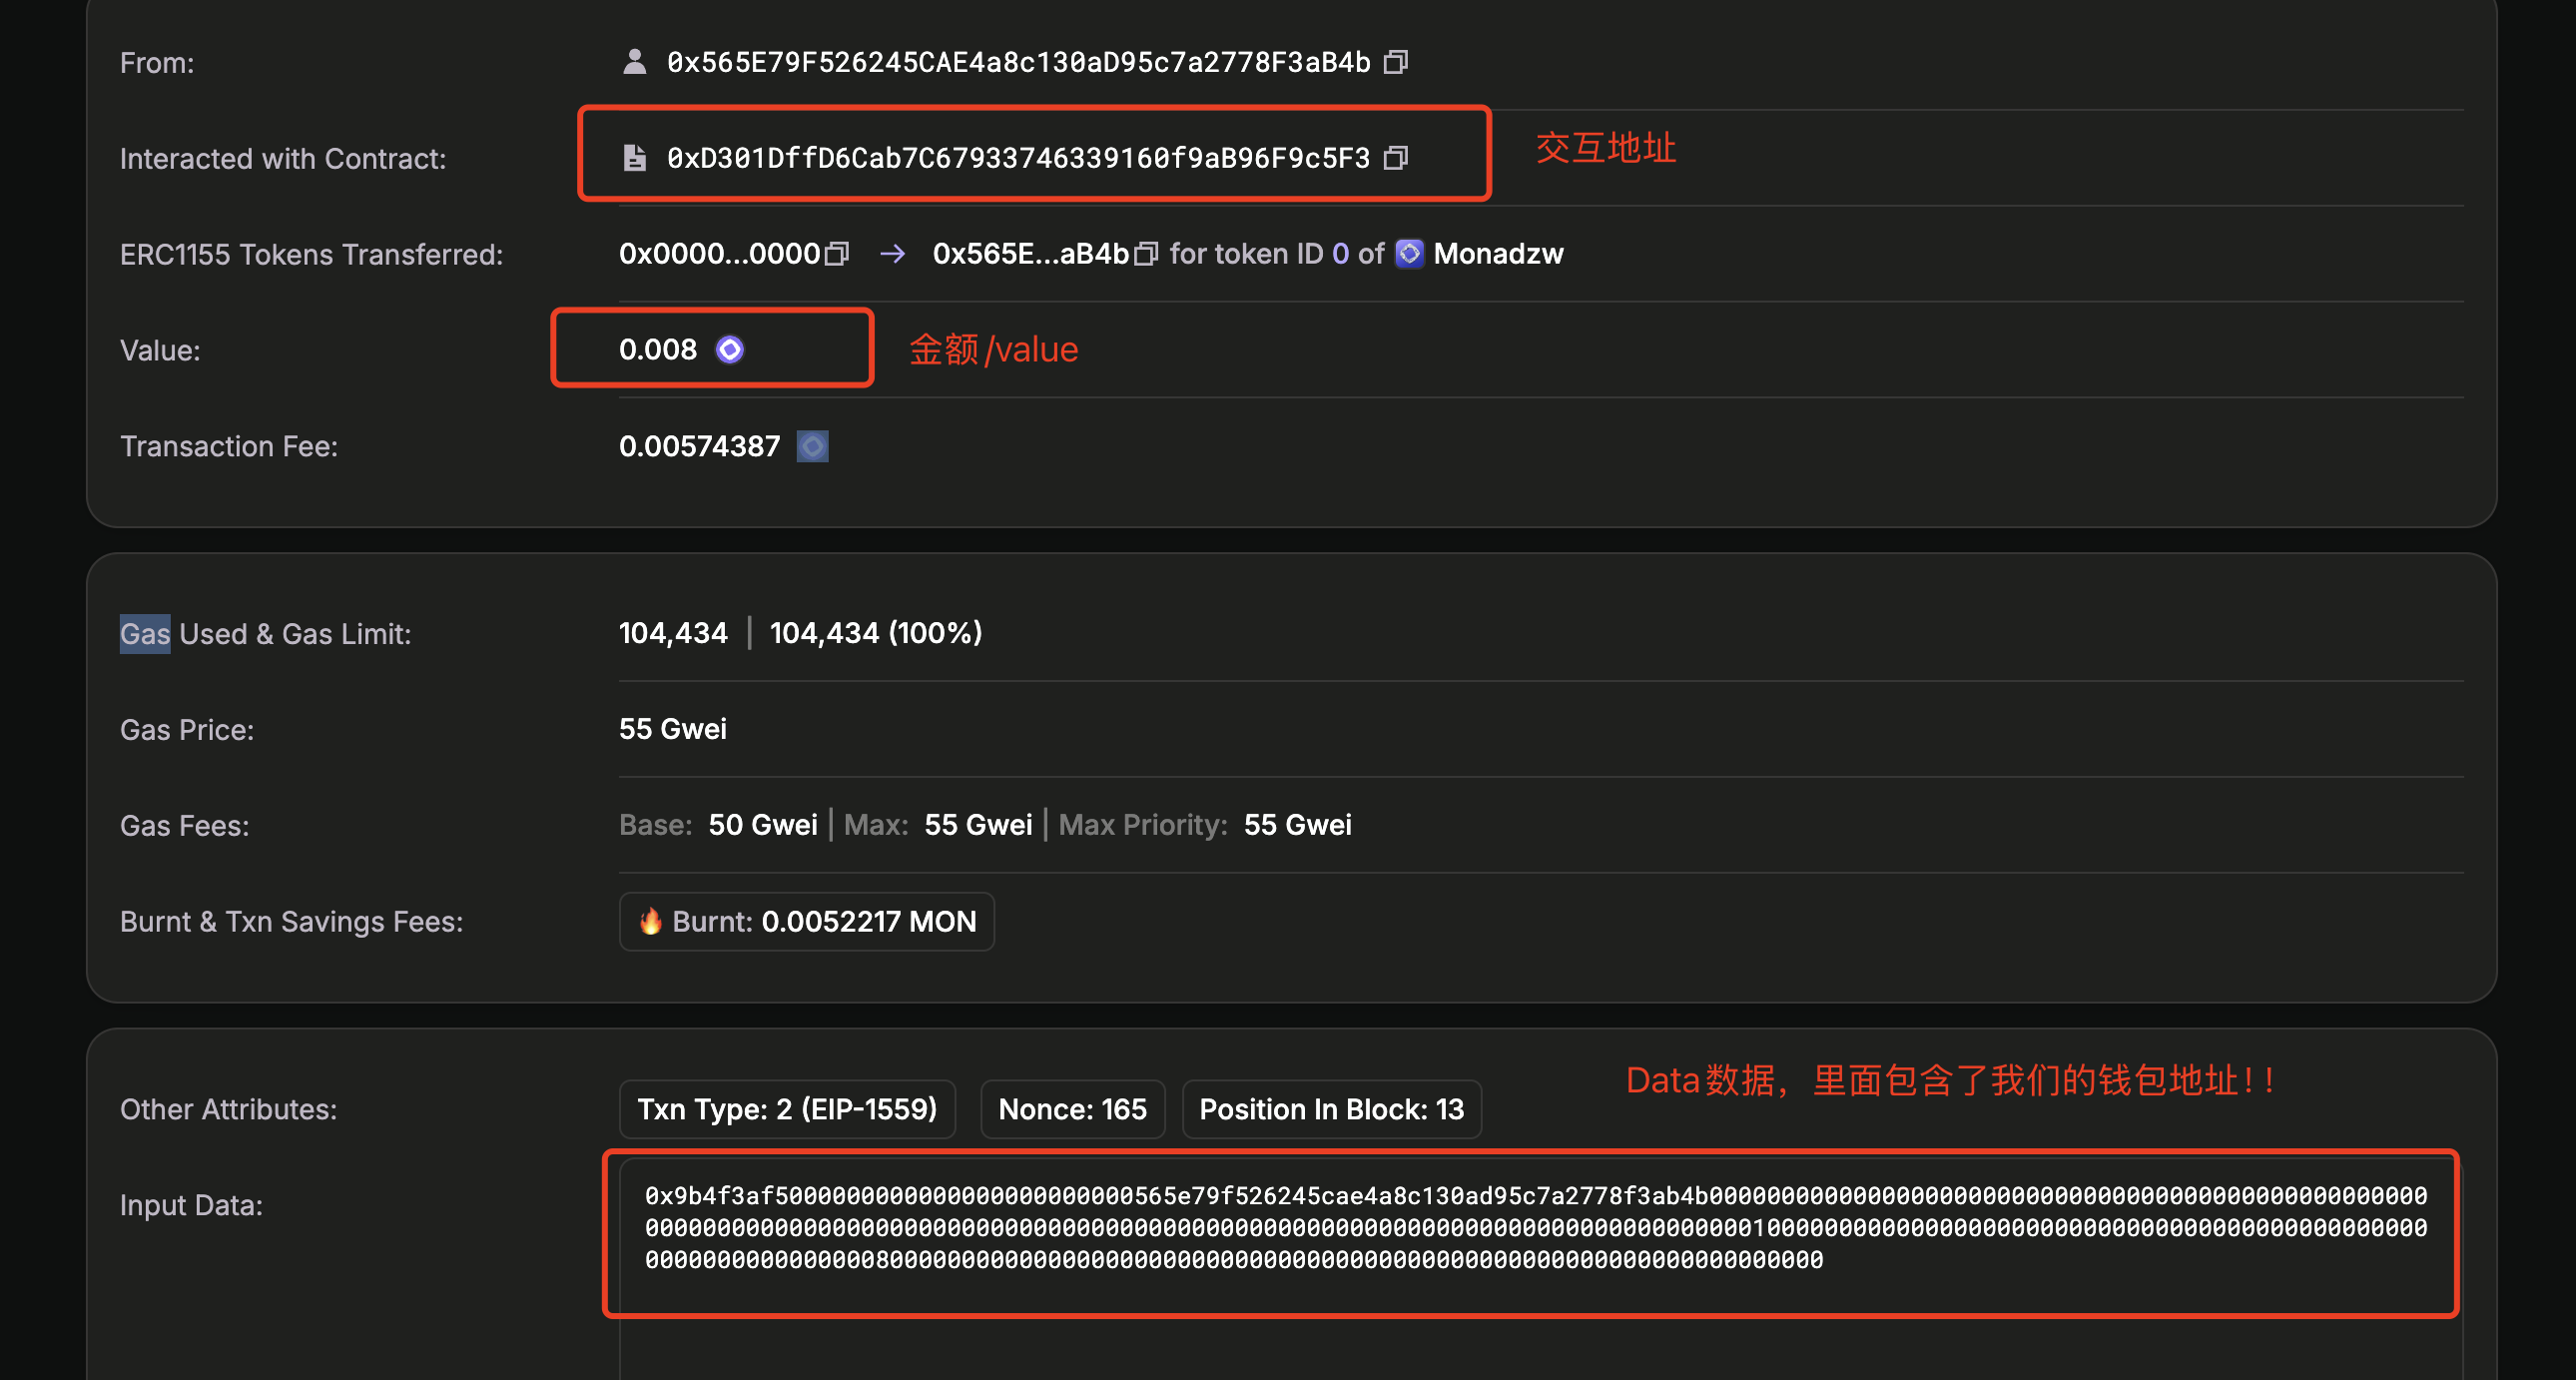 From:
0x565E79F526245CAE4a8c130aD95c7a2778F3aB4b
Interacted with Contract:
0xD301DffD6Cab7C67933746339160f9aB96F9c5F3
交互地址
ERC1155 Tokens Transferred:
0x0000...0000 → 0x565E...aB4b for token ID 0 of Monadzw
Value:
0.008
金额/value
Transaction Fee:
0.00574387
Gas Used & Gas Limit:
104,434 | 104,434 (100%)
Gas Price:
55 Gwei
Gas Fees:
Base: 50 Gwei | Max: 55 Gwei | Max Priority: 55 Gwei
Burnt & Txn Savings Fees:
🔥 Burnt: 0.0052217 MON
Data数据，里面包含了我们的钱包地址！！
Other Attributes:
Txn Type: 2 (EIP-1559) Nonce: 165 Position In Block: 13
Input Data:
0x9b4f3af5000000000000000000000000565e79f526245cae4a8c130ad95c7a2778f3ab4b00000000000000000000000000000000000000000000000000
0000000000000000000000000000000000000000000000000000000000000000000000000000010000000000000000000000000000000000000000000000
0000000000000000800000000000000000000000000000000000000000000000000000000000000000